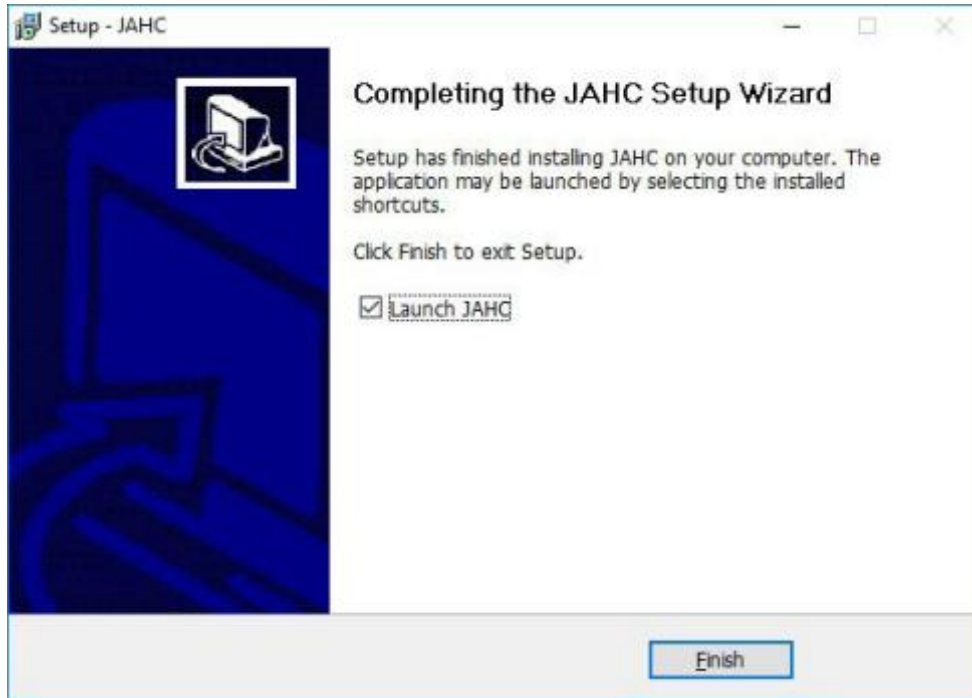 Setup - JAHC
Completing the JAHC Setup Wizard
Setup has finished installing JAHC on your computer. The
application may be launched by selecting the installed
shortcuts.
Click Finish to exit Setup.
Launch JAHC
Finish